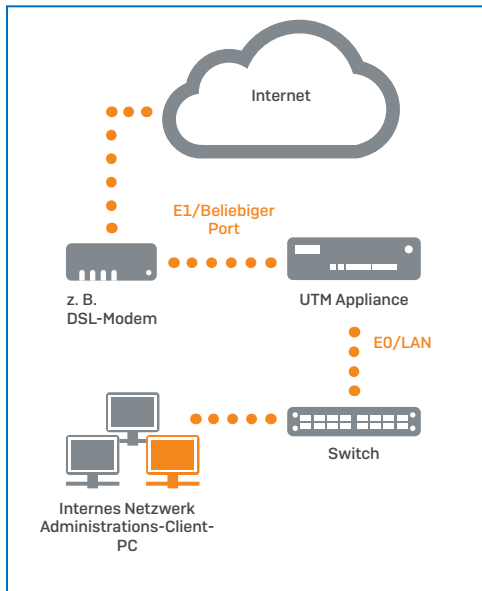 Internet
E1/Beliebiger
Port
z. B.
DSL-Modem
UTM Appliance
E0/LAN
Switch
Internes Netzwerk
Administrations-Client-
PC